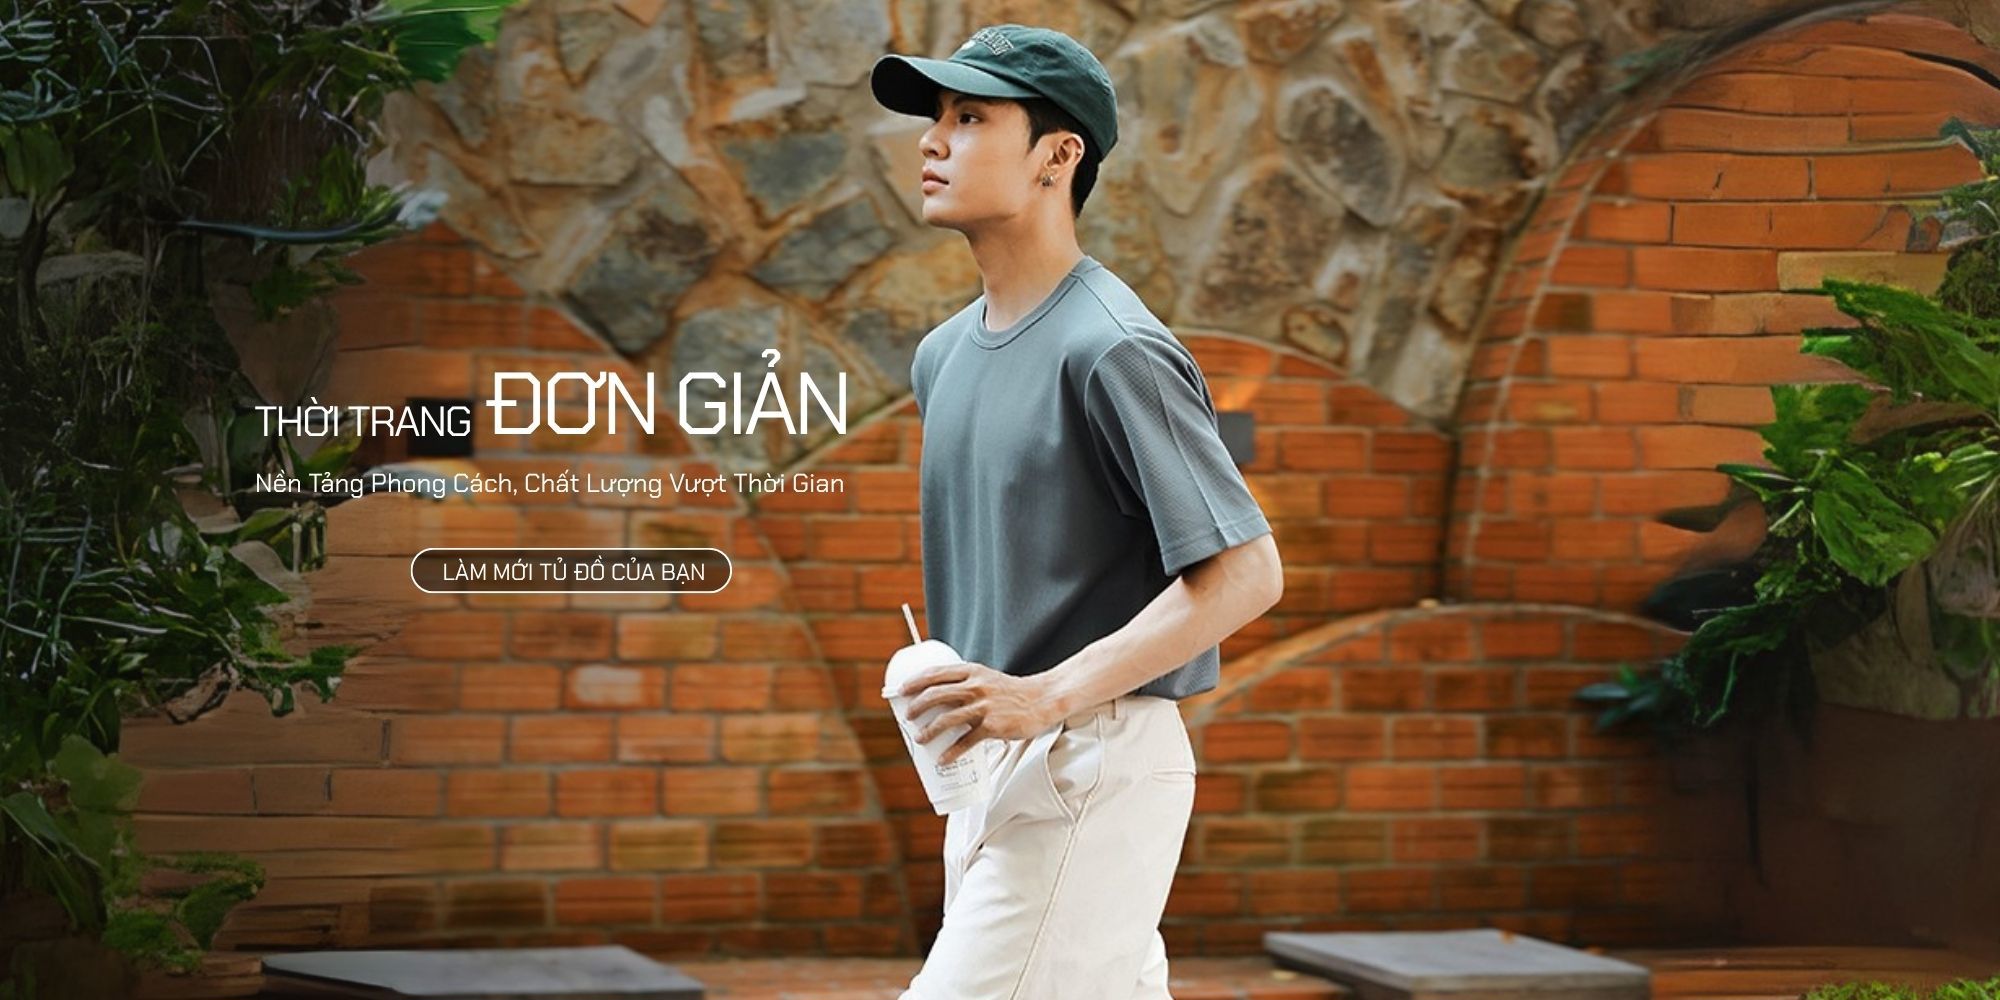 THỜI TRANG ĐƠN GIẢN
Nền Tảng Phong Cách, Chất Lượng Vượt Thời Gian
LÀM MỚI TỦ ĐỒ CỦA BẠN